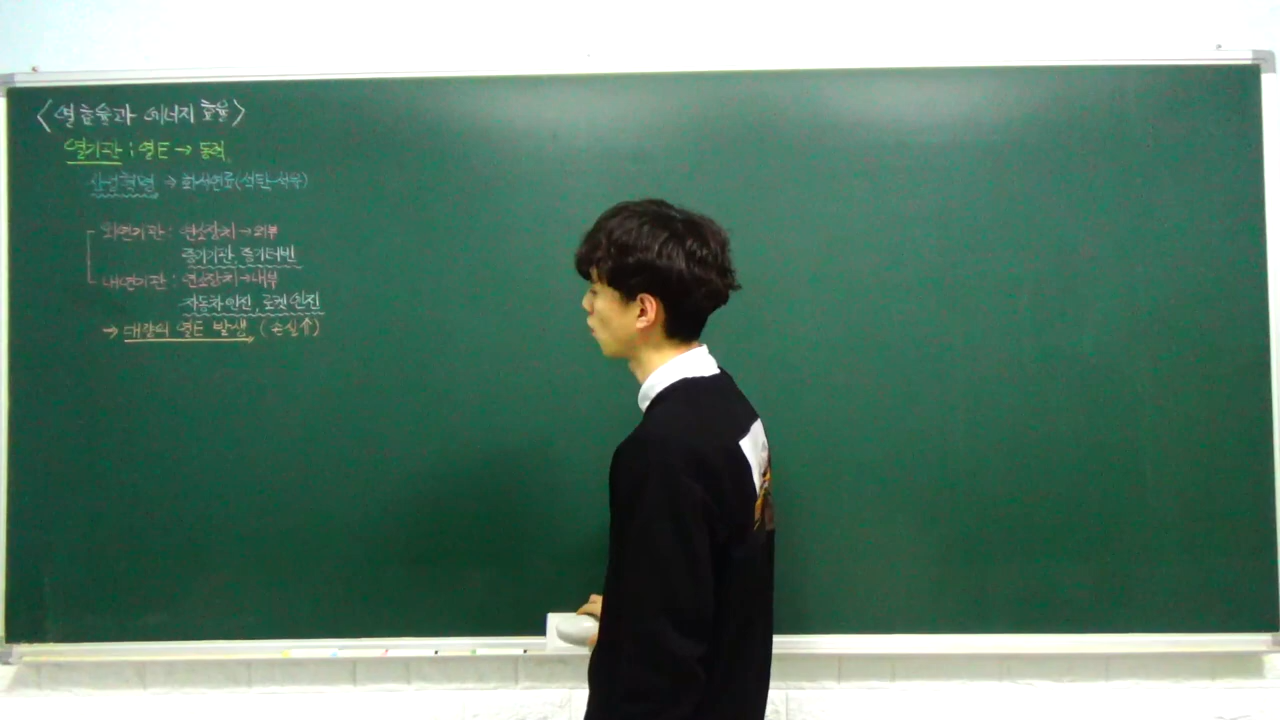 <열효율과 에너지 효율>
열기관 : 열E → 동력
산업혁명 → 화석연료(석탄·석유)
외연기관 : 연소장치 → 외부
증기기관, 증기터빈
내연기관 : 연소장치 → 내부
자동차엔진, 로켓엔진
→ 대량의 열E 발생 (손실↑)